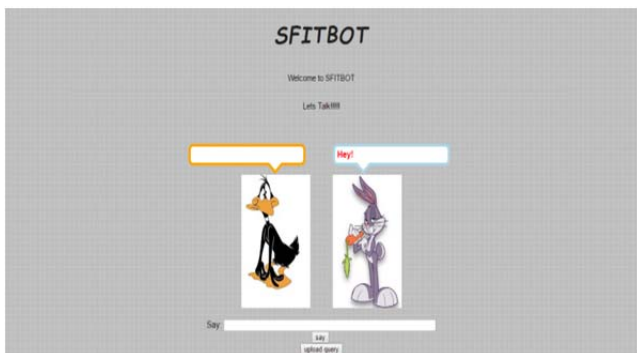 SFITBOT
Welcome to SFITBOT
Lets Talk!!!!!
Hey!
Say:
say
upload query